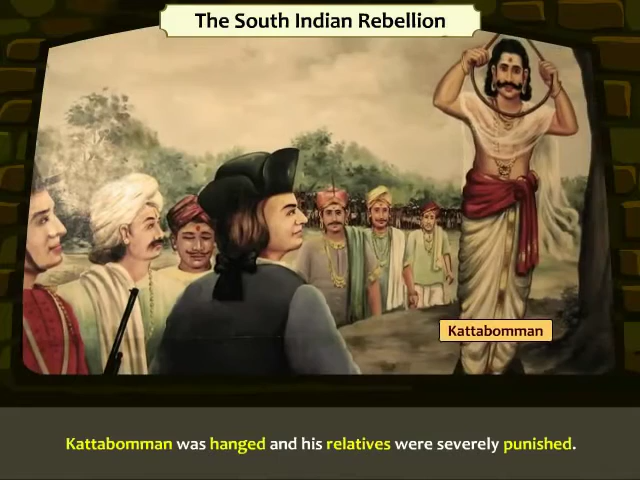 The South Indian Rebellion
Kattabomman
Kattabomman was hanged and his relatives were severely punished.